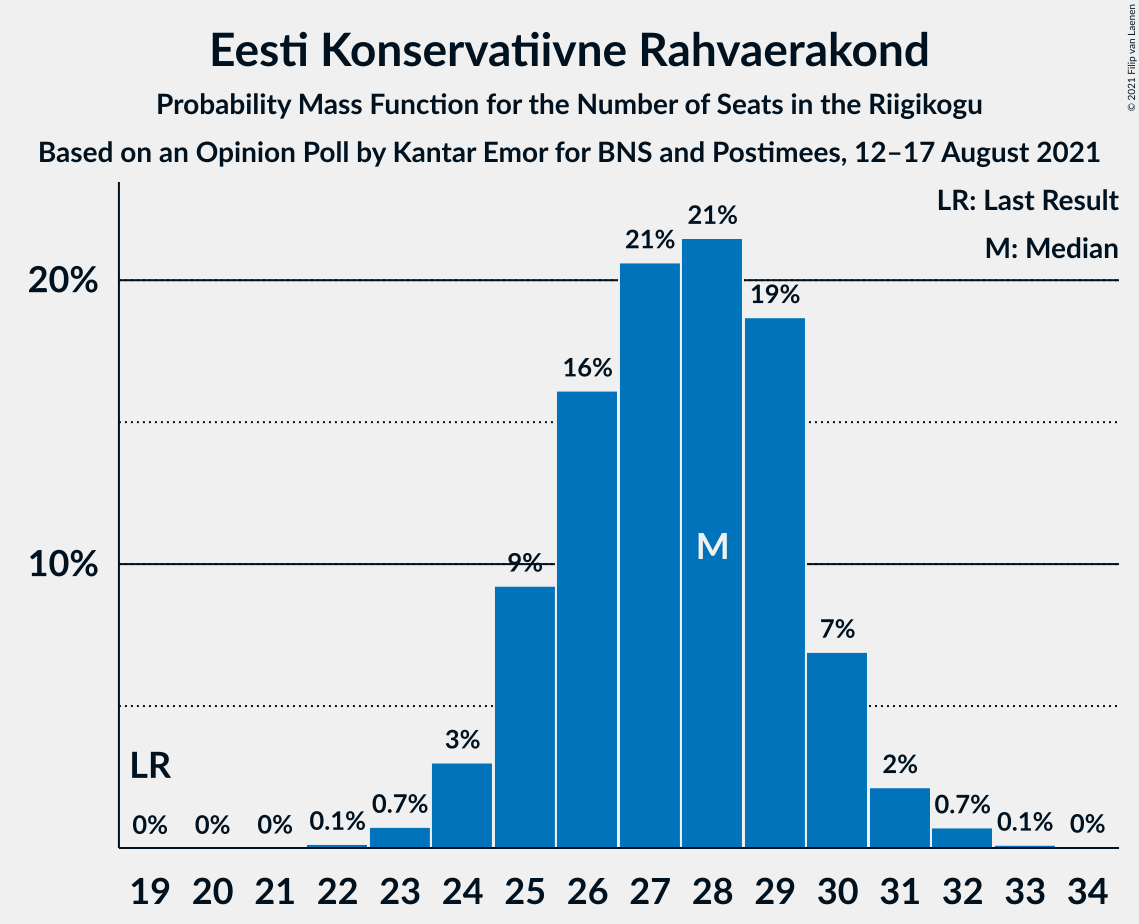 Eesti Konservatiivne Rahvaerakond
Probability Mass Function for the Number of Seats in the Riigikogu
Based on an Opinion Poll by Kantar Emor for BNS and Postimees, 12–17 August 2021
© 2021 Filip van Laenen
LR: Last Result
M: Median
20%
10%
LR
M
0% 0% 0% 0.1% 0.7% 3% 9% 16% 21% 21% 19% 7% 2% 0.7% 0.1% 0%
19 20 21 22 23 24 25 26 27 28 29 30 31 32 33 34